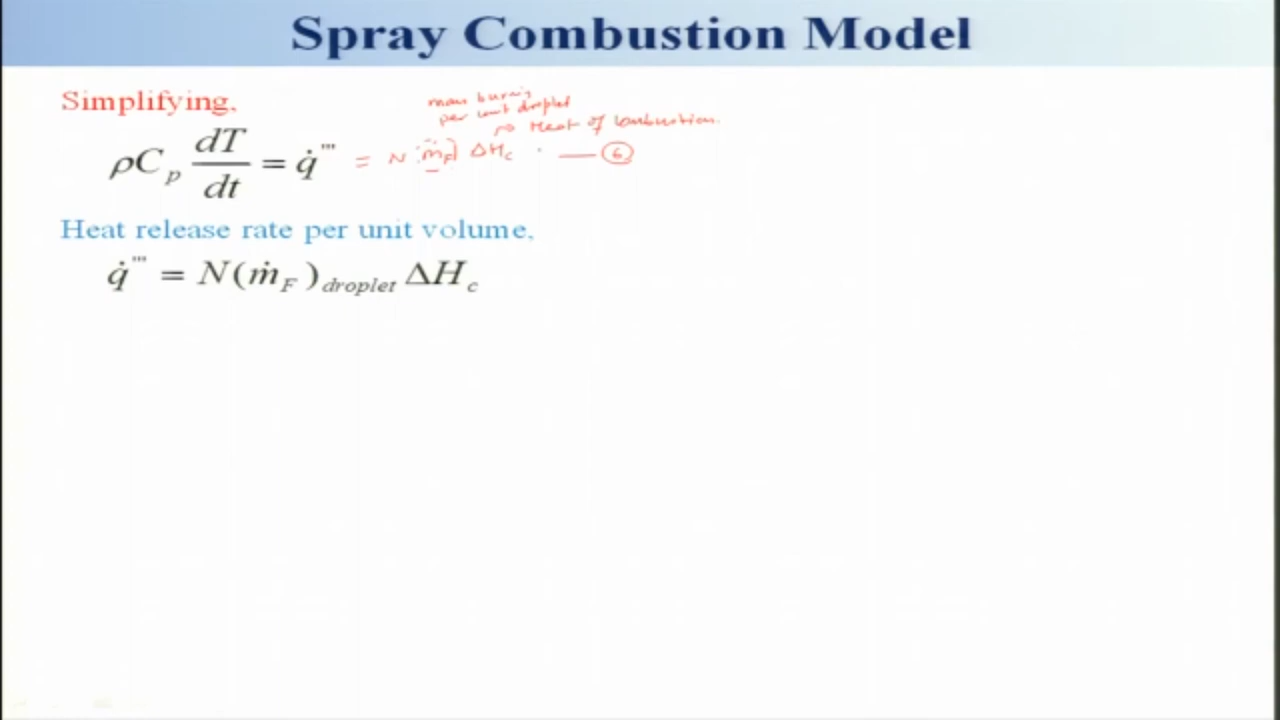 Spray Combustion Model
Simplifying,
mass burnig
per unit droplet
→ Heat of Combustion.
ρC_p dT/dt = q̇''' = N ṁ_F ΔH_c . — ⑥
Heat release rate per unit volume,
q̇''' = N(ṁ_F)_droplet ΔH_c